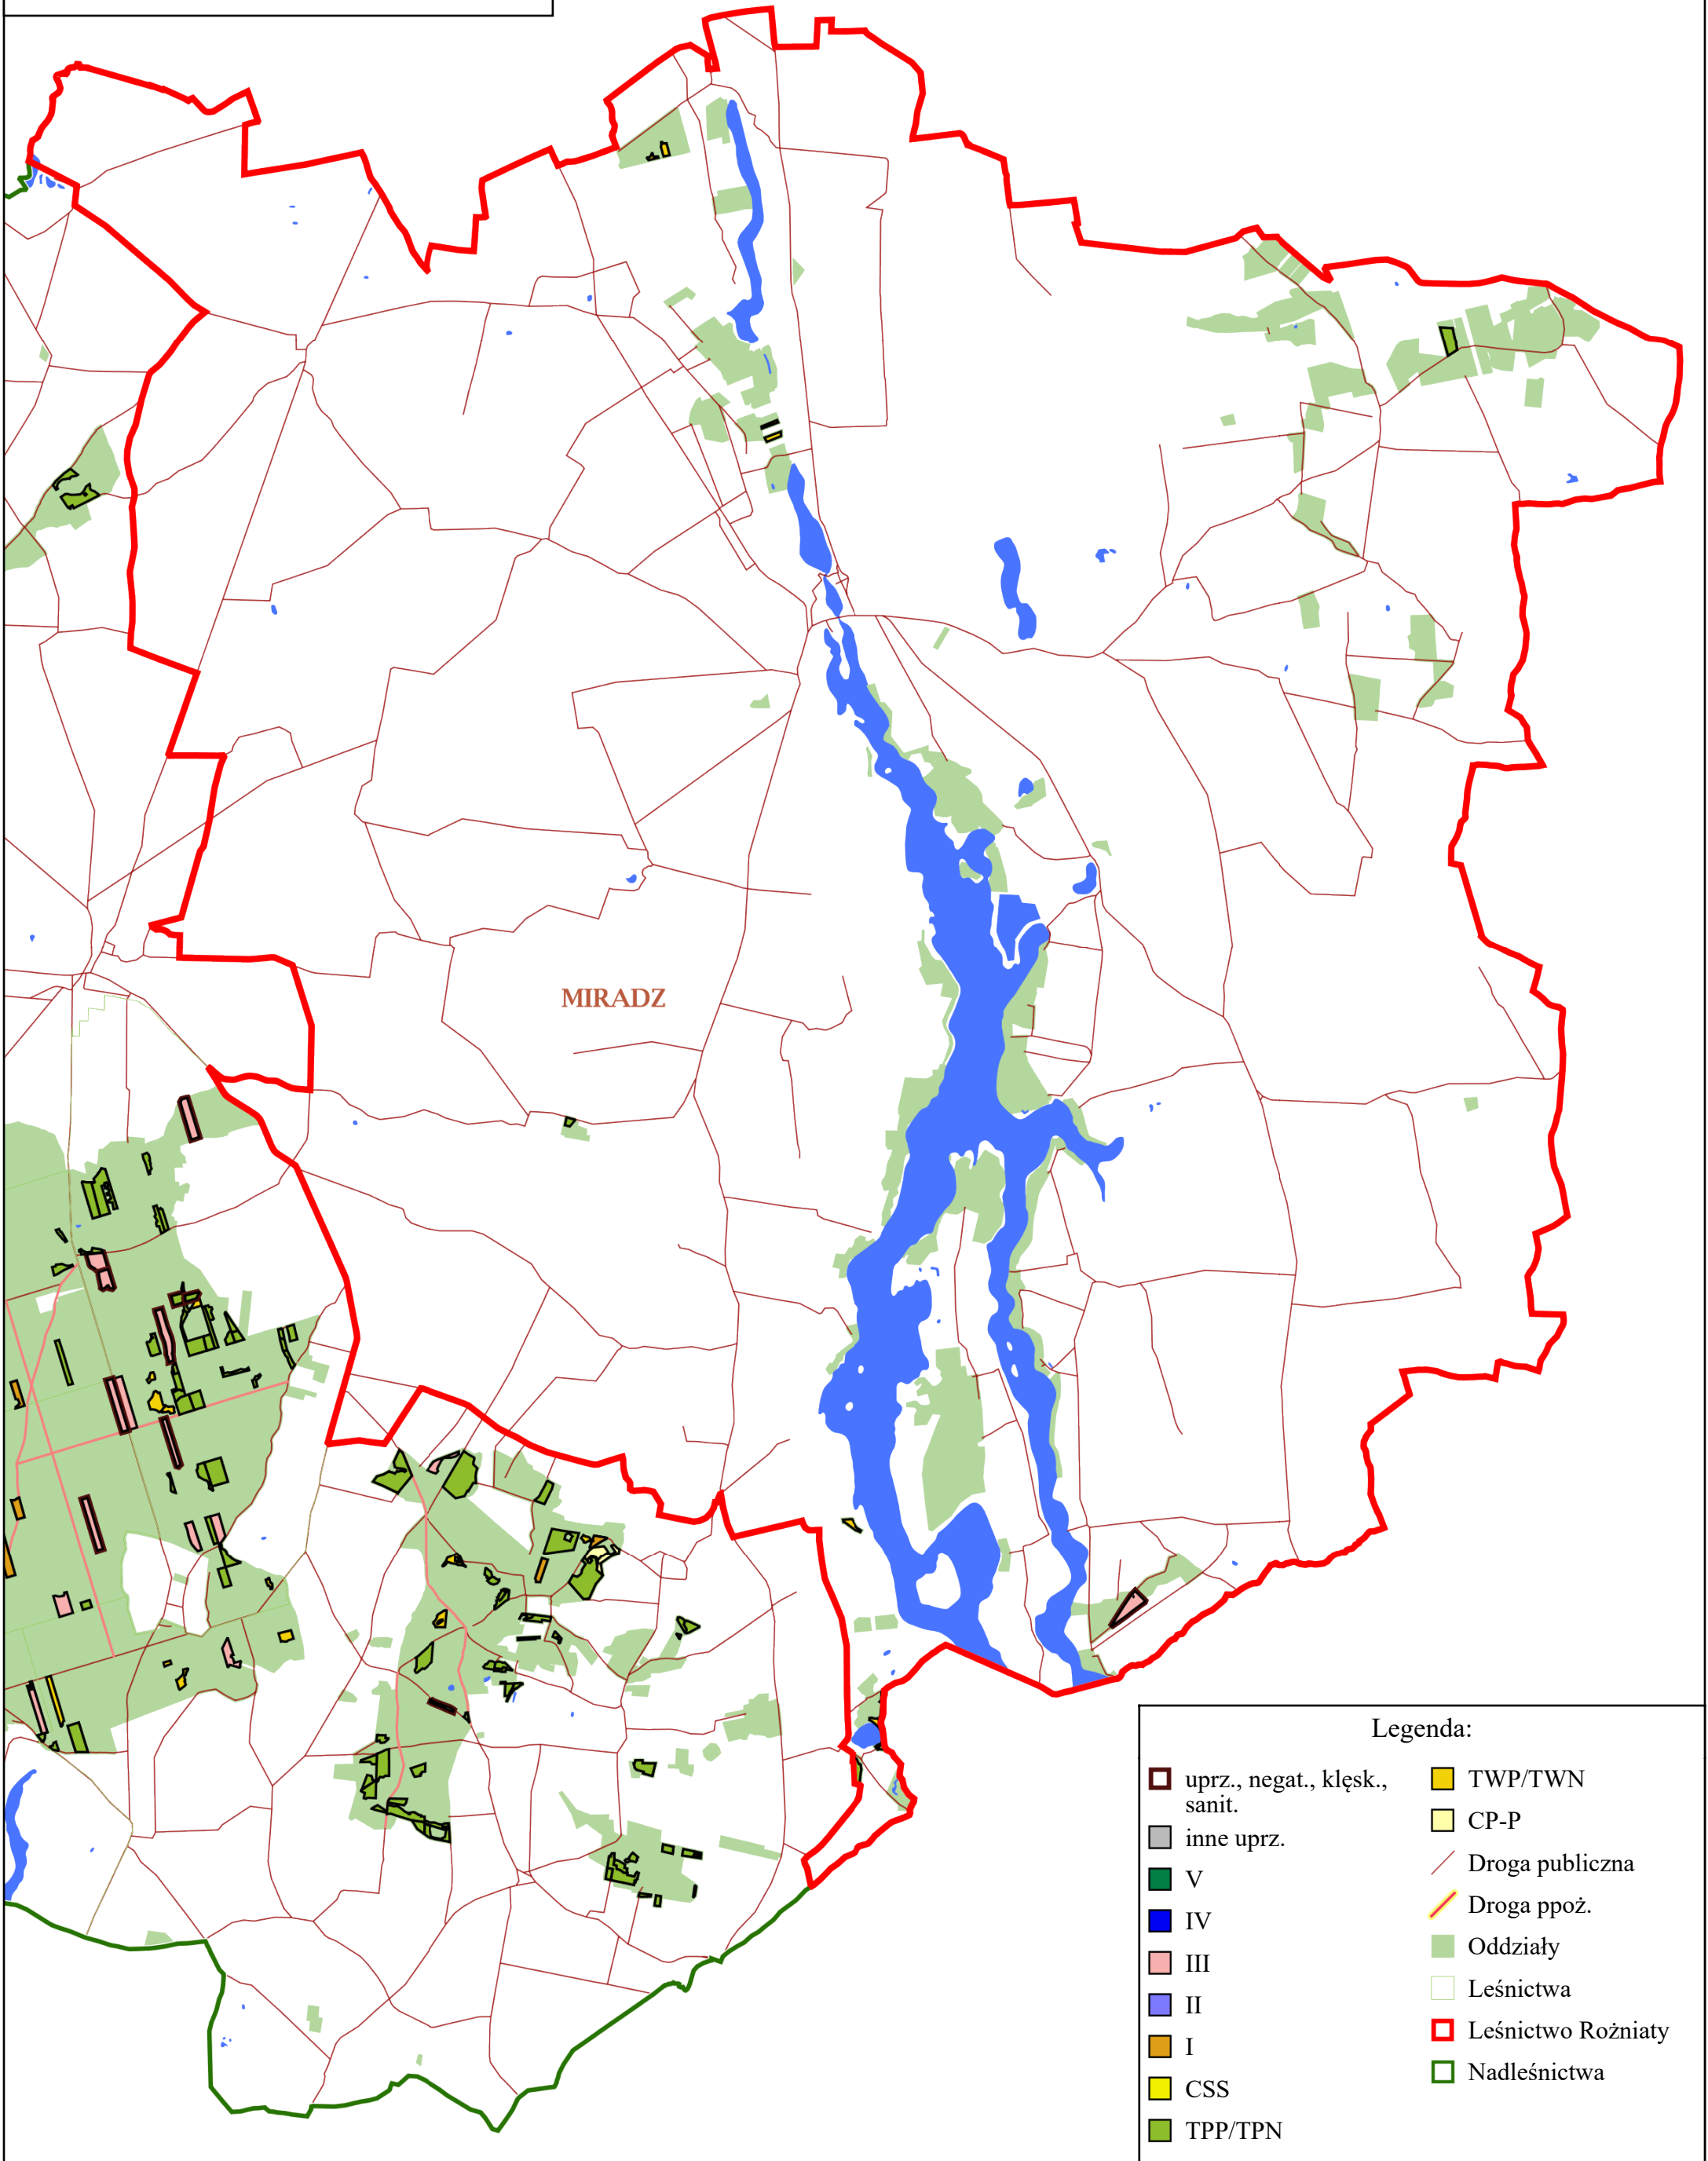 MIRADZ
Legenda:
uprz., negat., klęsk.,
sanit.
inne uprz.
V
IV
III
II
I
CSS
TPP/TPN
TWP/TWN
CP-P
Droga publiczna
Droga ppoż.
Oddziały
Leśnictwa
Leśnictwo Rożniaty
Nadleśnictwa